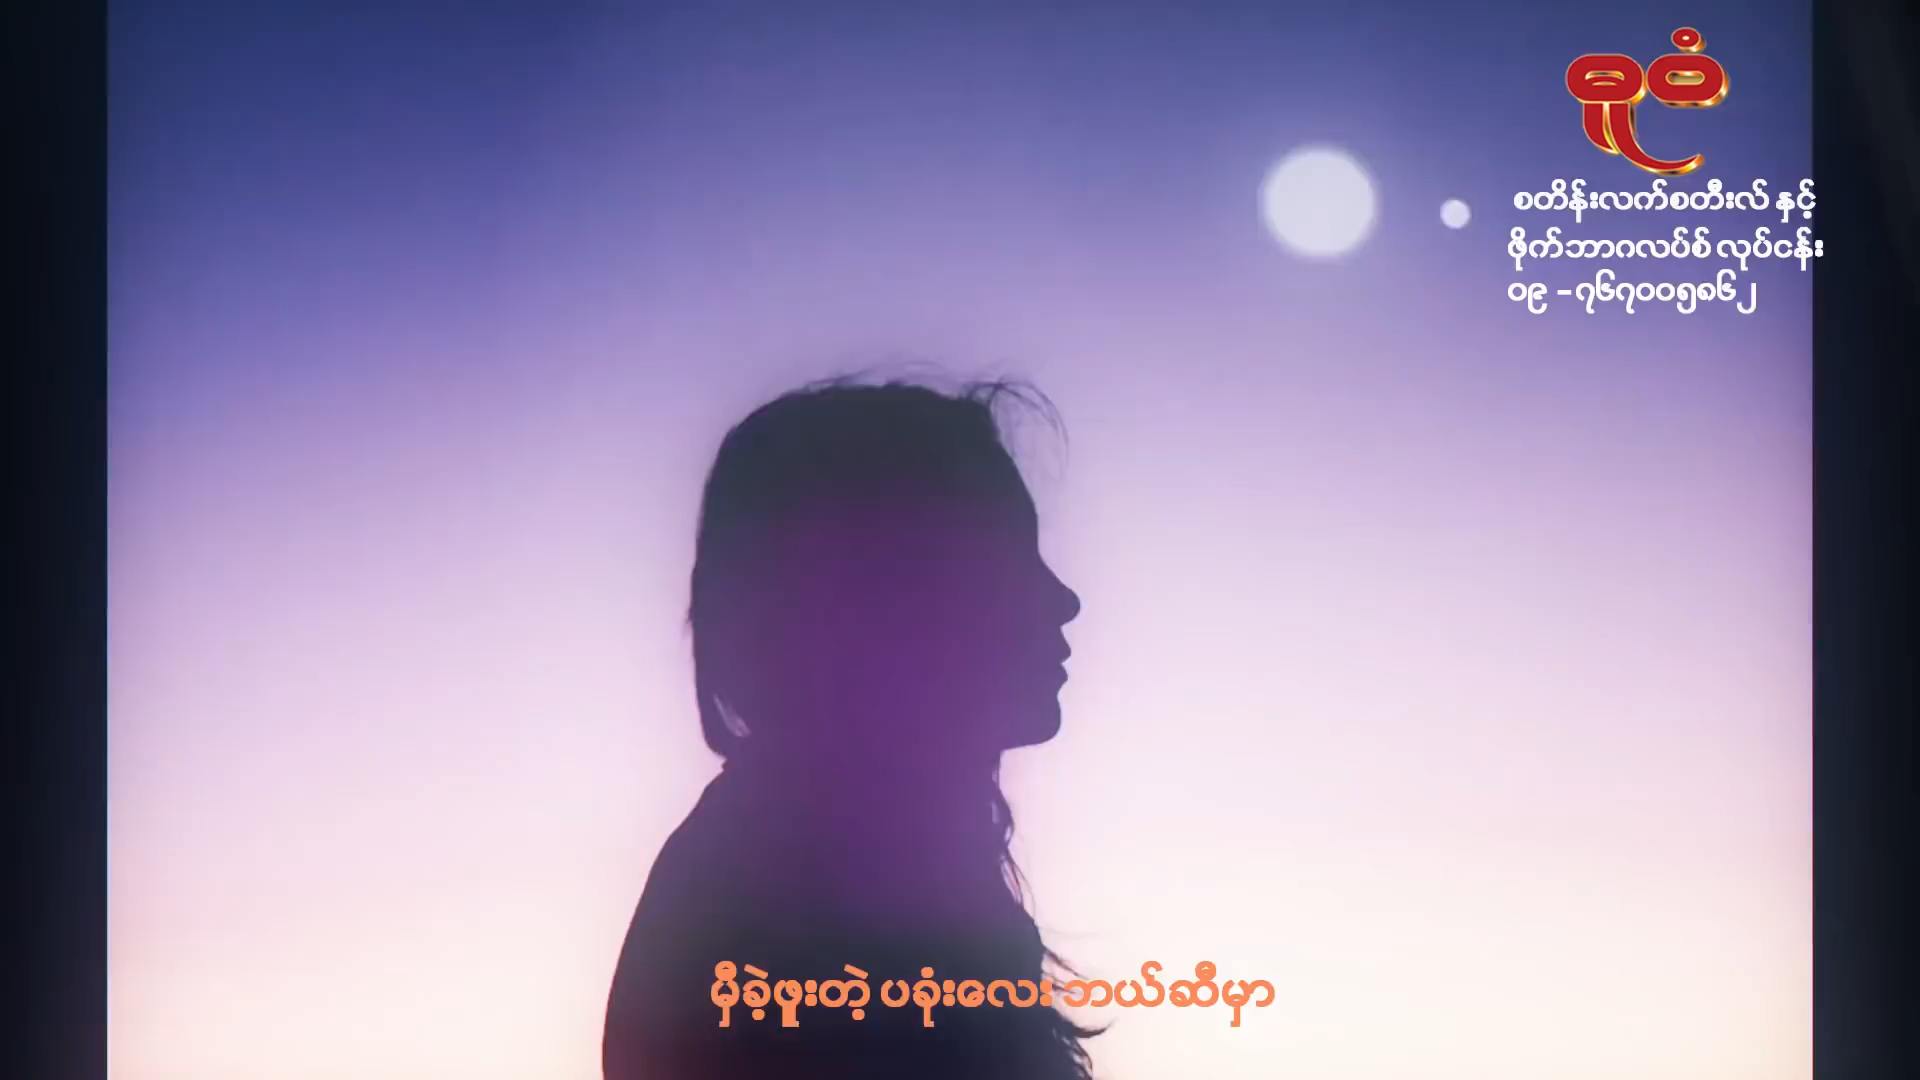 စတိန်းလက်စတီးလ် နှင့်
ဖိုက်ဘာဂလပ်စ် လုပ်ငန်း
၀၉ -၇၆၇၀၀၅၈၆၂
မှီခဲ့ဖူးတဲ့ ပခုံးလေး ဘယ်ဆီမှာ